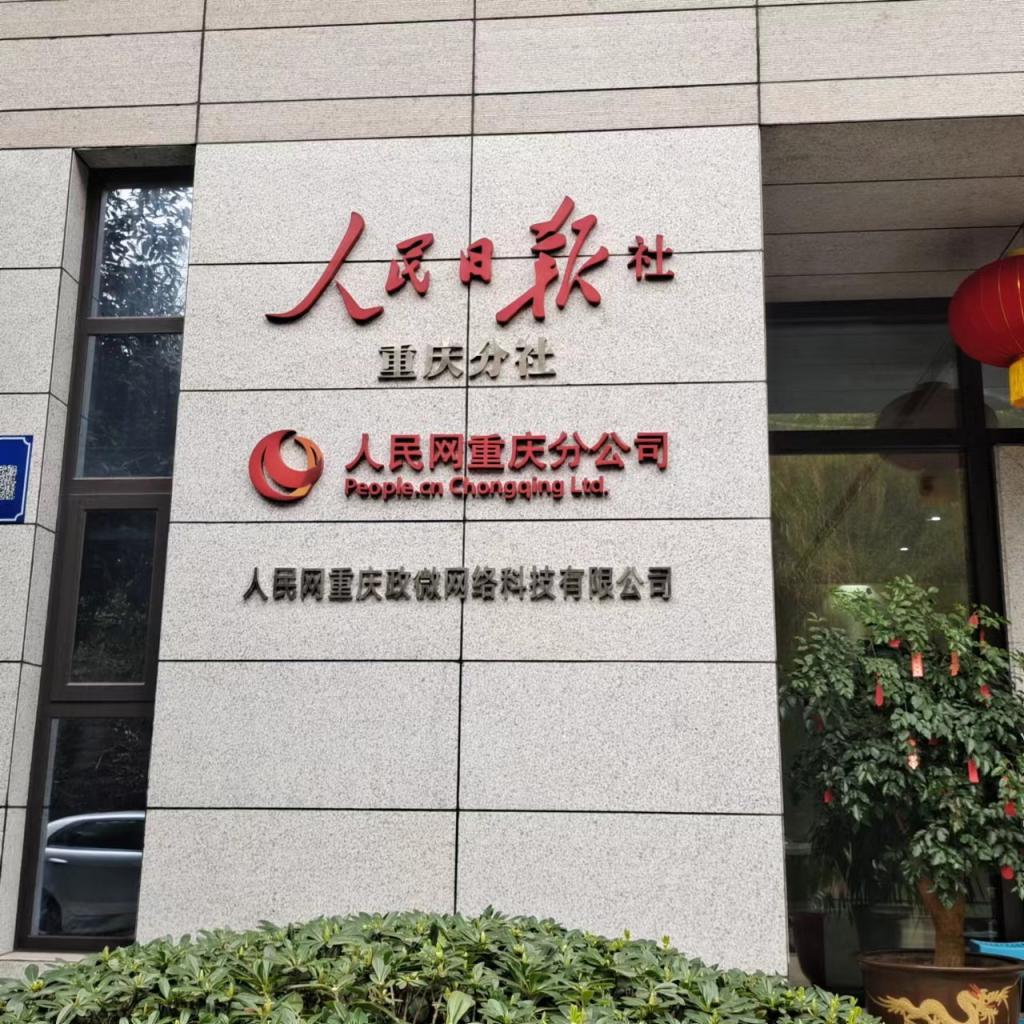 人民日报社
重庆分社
人民网重庆分公司
People.cn Chongqing Ltd.
人民网重庆政微网络科技有限公司